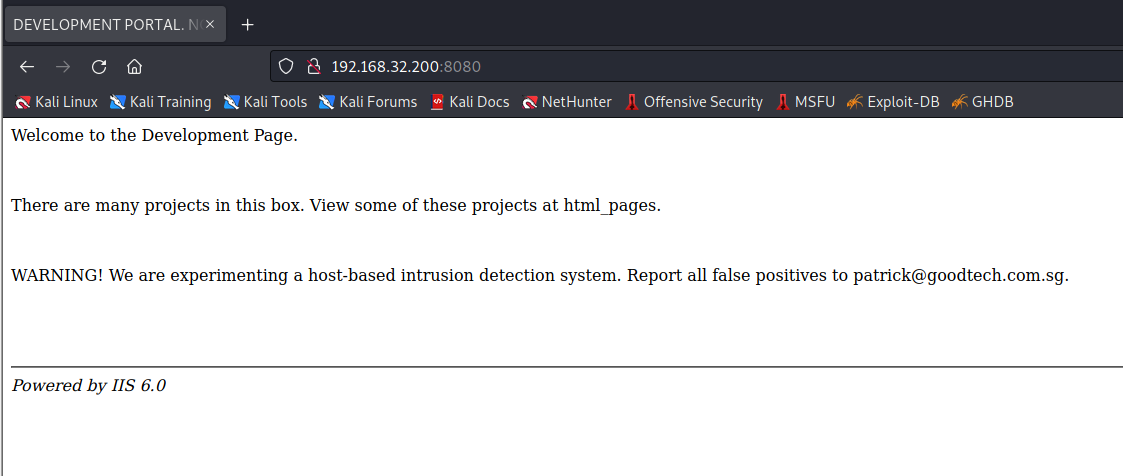 DEVELOPMENT PORTAL. N
192.168.32.200:8080
Kali Linux Kali Training Kali Tools Kali Forums Kali Docs NetHunter Offensive Security MSFU Exploit-DB GHDB
Welcome to the Development Page.
There are many projects in this box. View some of these projects at html_pages.
WARNING! We are experimenting a host-based intrusion detection system. Report all false positives to patrick@goodtech.com.sg.
Powered by IIS 6.0